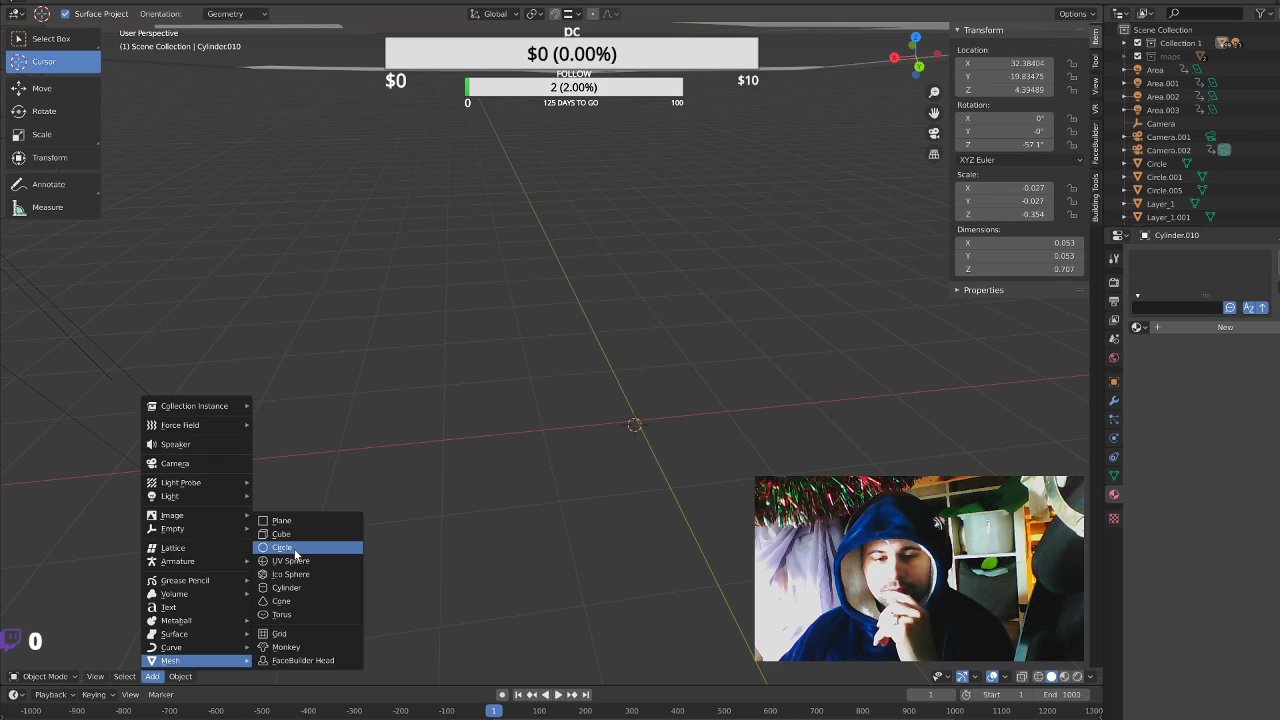 Surface Project
Orientation:
Geometry
Global
Options
Select Box
Cursor
Move
Rotate
Scale
Transform
Annotate
Measure
User Perspective
(1) Scene Collection | Cylinder.010
DC
$0 (0.00%)
$0
$10
FOLLOW
2 (2.00%)
0
125 DAYS TO GO
100
X
Y
Z
Transform
Location:
X 32.38404
Y -19.83475
Z 4.39489
Rotation:
X 0°
Y -0°
Z -57.1°
XYZ Euler
Scale:
X -0.027
Y -0.027
Z -0.354
Dimensions:
X 0.053
Y 0.053
Z 0.707
Properties
Item
Tool
View
VR
FaceBuilder
Building Tools
Scene Collection
Collection 1
maps
Area
Area.001
Area.002
Area.003
Camera
Camera.001
Camera.002
Circle
Circle.001
Circle.005
Layer_1
Layer_1.001
Cylinder.010
New
Collection Instance
Force Field
Speaker
Camera
Light Probe
Light
Image
Empty
Lattice
Armature
Grease Pencil
Volume
Text
Metaball
Surface
Curve
Mesh
Plane
Cube
Circle
UV Sphere
Ico Sphere
Cylinder
Cone
Torus
Grid
Monkey
FaceBuilder Head
0
Object Mode
View
Select
Add
Object
Playback
Keying
View
Marker
1
Start 1
End 1000
-1000 -900 -800 -700 -600 -500 -400 -300 -200 -100 1 100 200 300 400 500 600 700 800 900 1000 1100 1200 1300